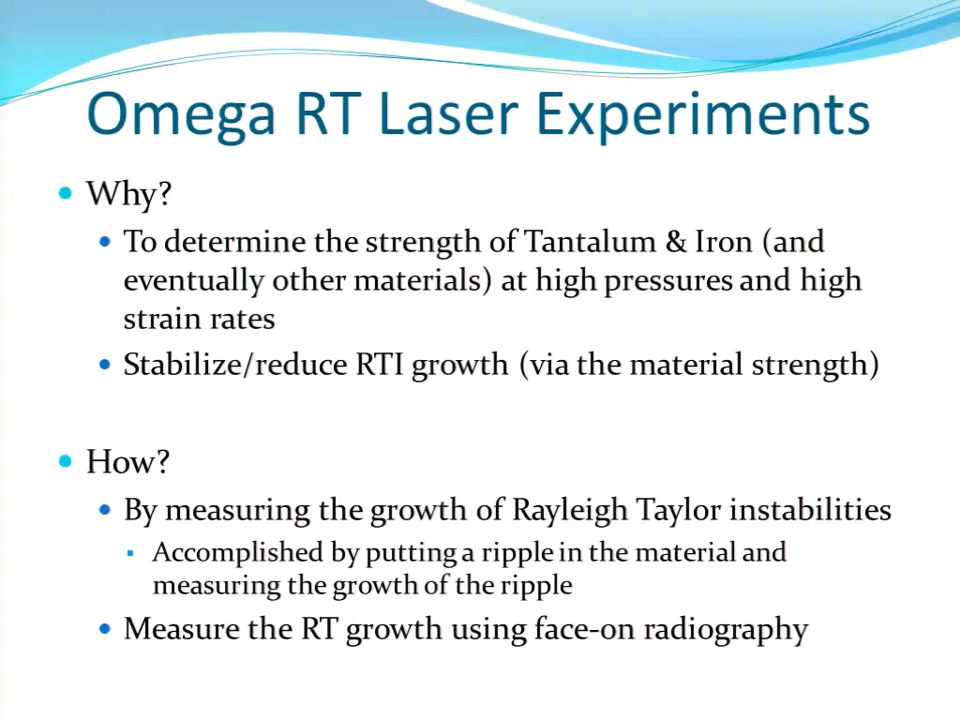 Omega RT Laser Experiments
• Why?
• To determine the strength of Tantalum & Iron (and
eventually other materials) at high pressures and high
strain rates
• Stabilize/reduce RTI growth (via the material strength)
• How?
• By measuring the growth of Rayleigh Taylor instabilities
▪ Accomplished by putting a ripple in the material and
measuring the growth of the ripple
• Measure the RT growth using face-on radiography